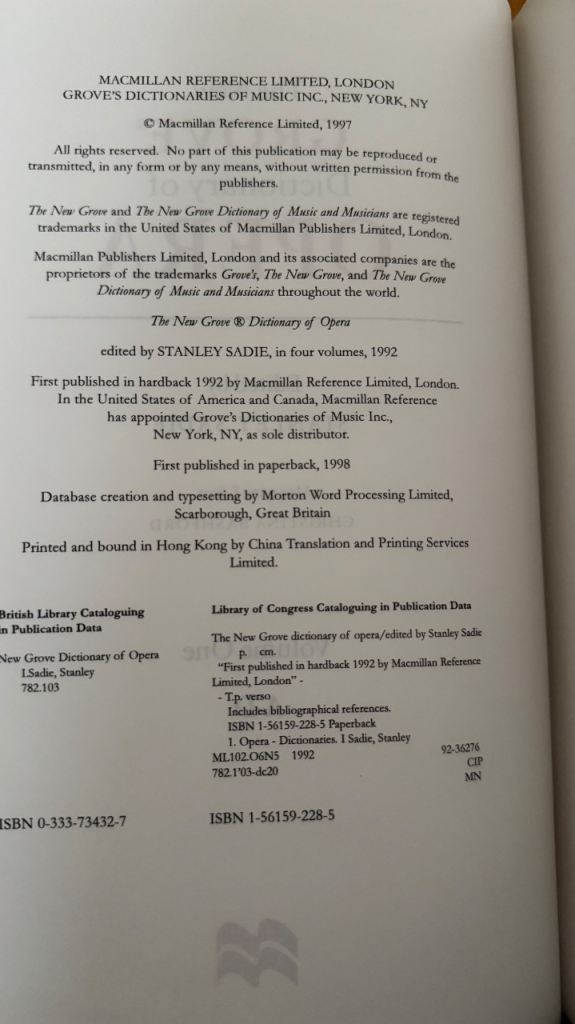 MACMILLAN REFERENCE LIMITED, LONDON
GROVE'S DICTIONARIES OF MUSIC INC., NEW YORK, NY
© Macmillan Reference Limited, 1997
All rights reserved. No part of this publication may be reproduced or
transmitted, in any form or by any means, without written permission from the
publishers.
The New Grove and The New Grove Dictionary of Music and Musicians are registered
trademarks in the United States of Macmillan Publishers Limited, London.
Macmillan Publishers Limited, London and its associated companies are the
proprietors of the trademarks Grove's, The New Grove, and The New Grove
Dictionary of Music and Musicians throughout the world.
The New Grove ® Dictionary of Opera
edited by STANLEY SADIE, in four volumes, 1992
First published in hardback 1992 by Macmillan Reference Limited, London.
In the United States of America and Canada, Macmillan Reference
has appointed Grove's Dictionaries of Music Inc.,
New York, NY, as sole distributor.
First published in paperback, 1998
Database creation and typesetting by Morton Word Processing Limited,
Scarborough, Great Britain
Printed and bound in Hong Kong by China Translation and Printing Services
Limited.
British Library Cataloguing
in Publication Data
New Grove Dictionary of Opera
I.Sadie, Stanley
782.103
ISBN 0-333-73432-7
Library of Congress Cataloguing in Publication Data
The New Grove dictionary of opera/edited by Stanley Sadie
p. cm.
"First published in hardback 1992 by Macmillan Reference
Limited, London" -
- T.p. verso
Includes bibliographical references.
ISBN 1-56159-228-5 Paperback
1. Opera - Dictionaries. I Sadie, Stanley
ML102.O6N5 1992 92-36276
782.1'03-dc20 CIP
MN
ISBN 1-56159-228-5